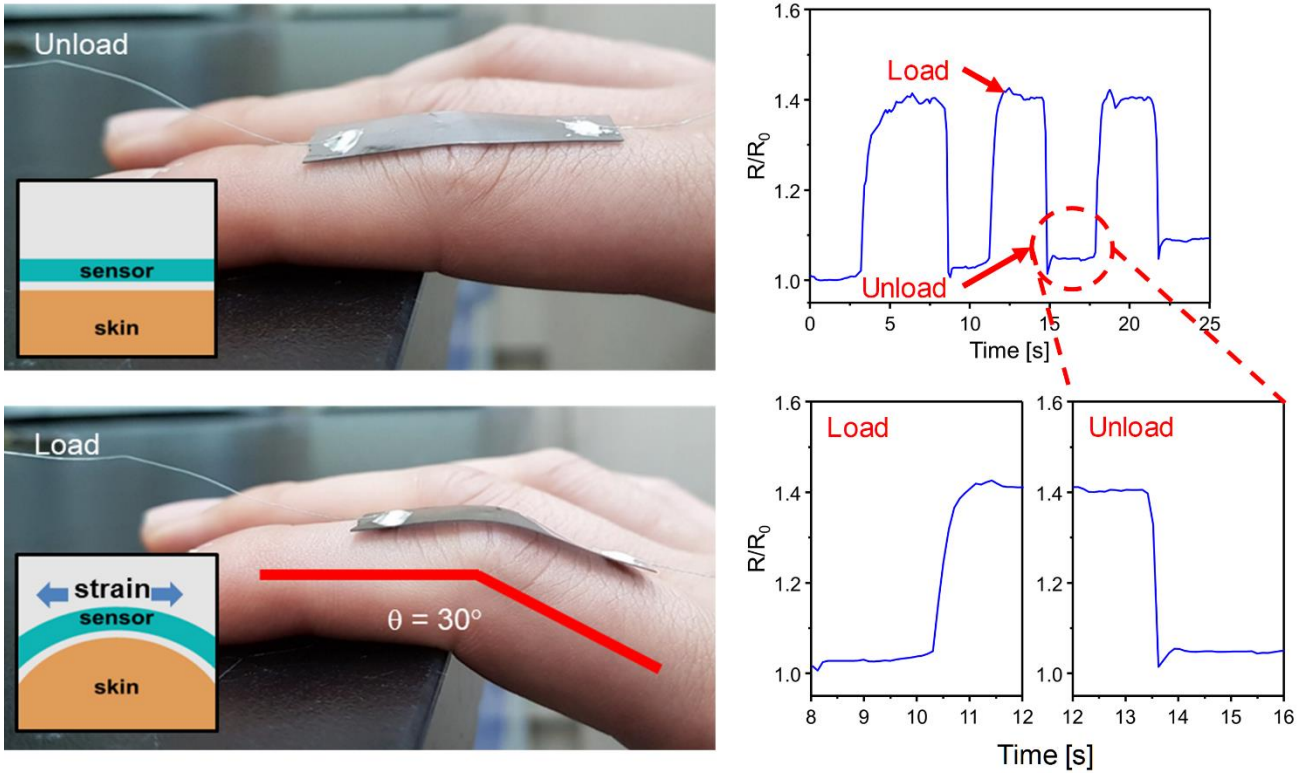 Unload
sensor
skin
1.6
1.4
1.2
1.0
R/R₀
Load
Unload
0
5
10
15
20
25
Time [s]
Load
strain
sensor
skin
θ = 30°
1.6
1.4
1.2
1.0
R/R₀
Load
8
9
10
11
12
1.6
1.4
1.2
1.0
Unload
12
13
14
15
16
Time [s]